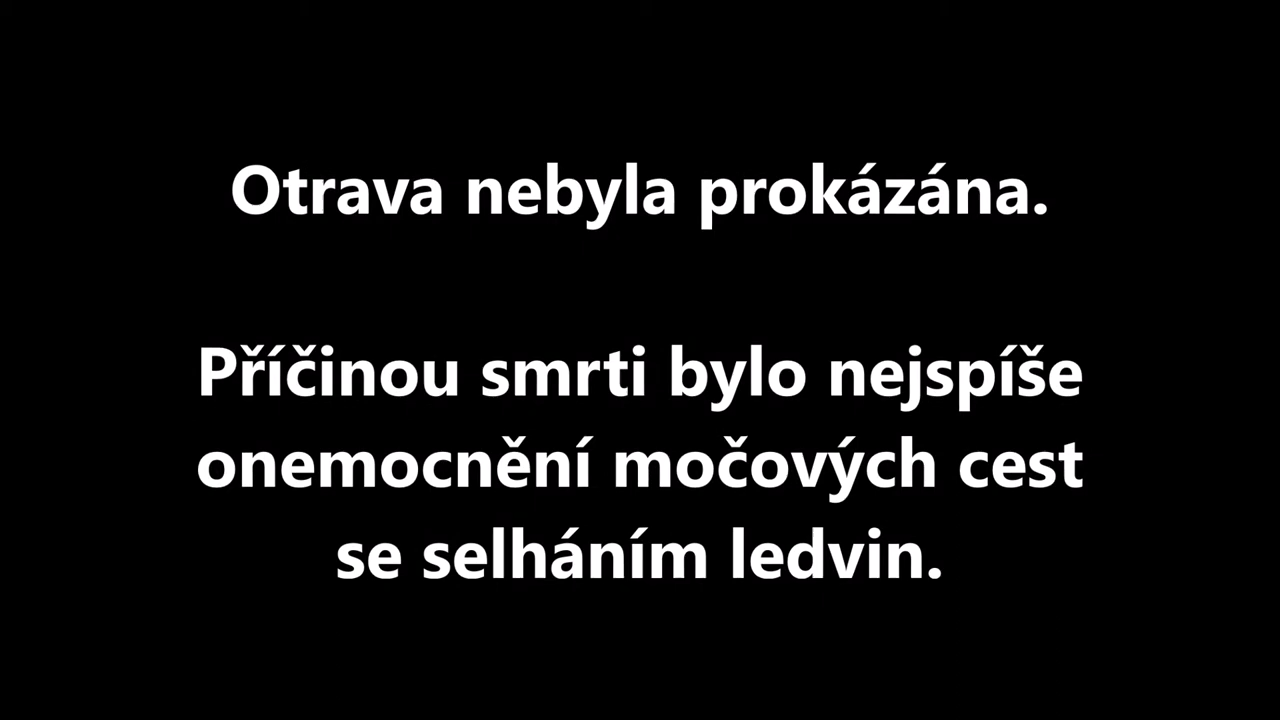 Otrava nebyla prokázána.
Příčinou smrti bylo nejspíše
onemocnění močových cest
se selháním ledvin.